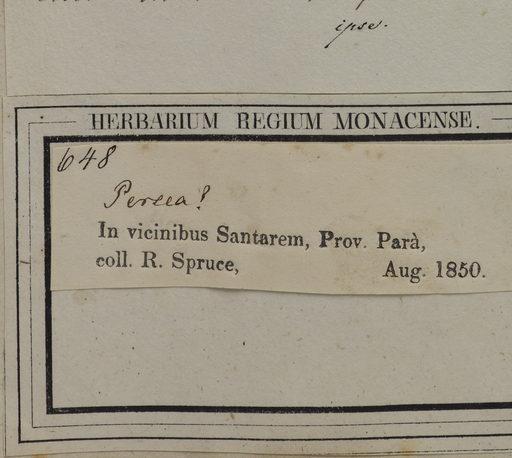 ipse.
HERBARIUM REGIUM MONACENSE.
648
Persea?
In vicinibus Santarem, Prov. Parà,
coll. R. Spruce, Aug. 1850.